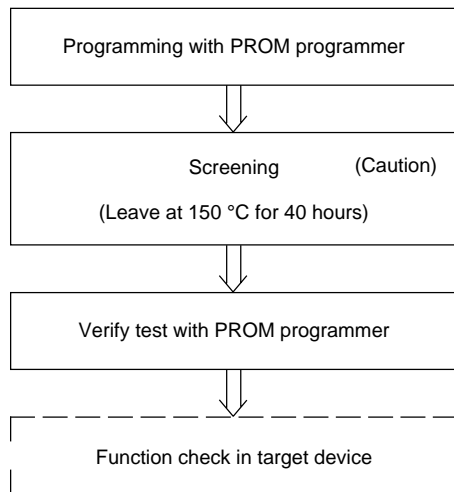 Programming with PROM programmer
Screening (Caution)
(Leave at 150 °C for 40 hours)
Verify test with PROM programmer
Function check in target device